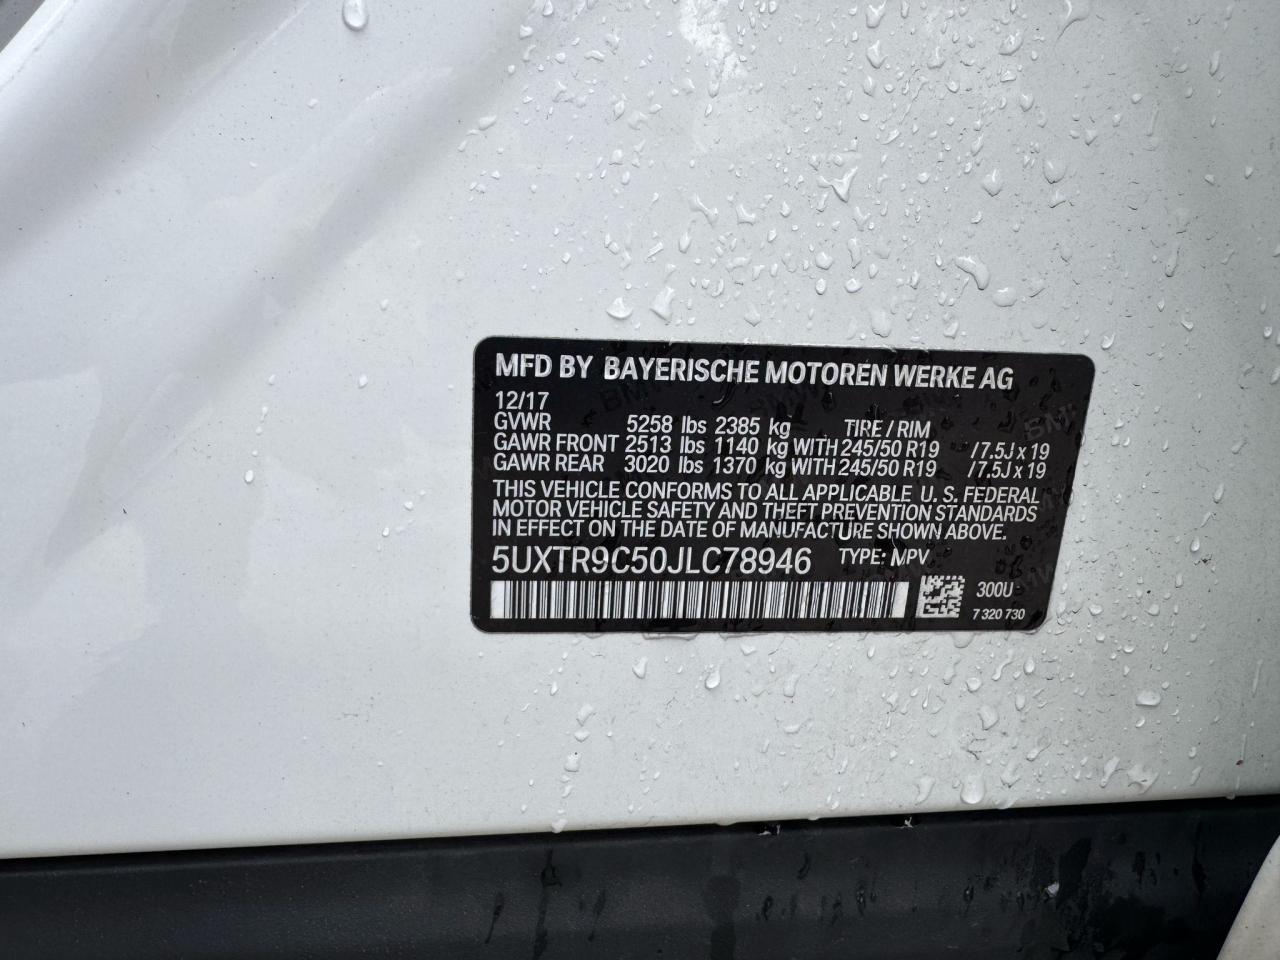 MFD BY BAYERISCHE MOTOREN WERKE AG
12/17
GVWR 5258 lbs 2385 kg TIRE / RIM
GAWR FRONT 2513 lbs 1140 kg WITH 245/50 R19 /7.5J x 19
GAWR REAR 3020 lbs 1370 kg WITH 245/50 R19 /7.5J x 19
THIS VEHICLE CONFORMS TO ALL APPLICABLE U. S. FEDERAL
MOTOR VEHICLE SAFETY AND THEFT PREVENTION STANDARDS
IN EFFECT ON THE DATE OF MANUFACTURE SHOWN ABOVE.
5UXTR9C50JLC78946 TYPE: MPV
300U
7 320 730